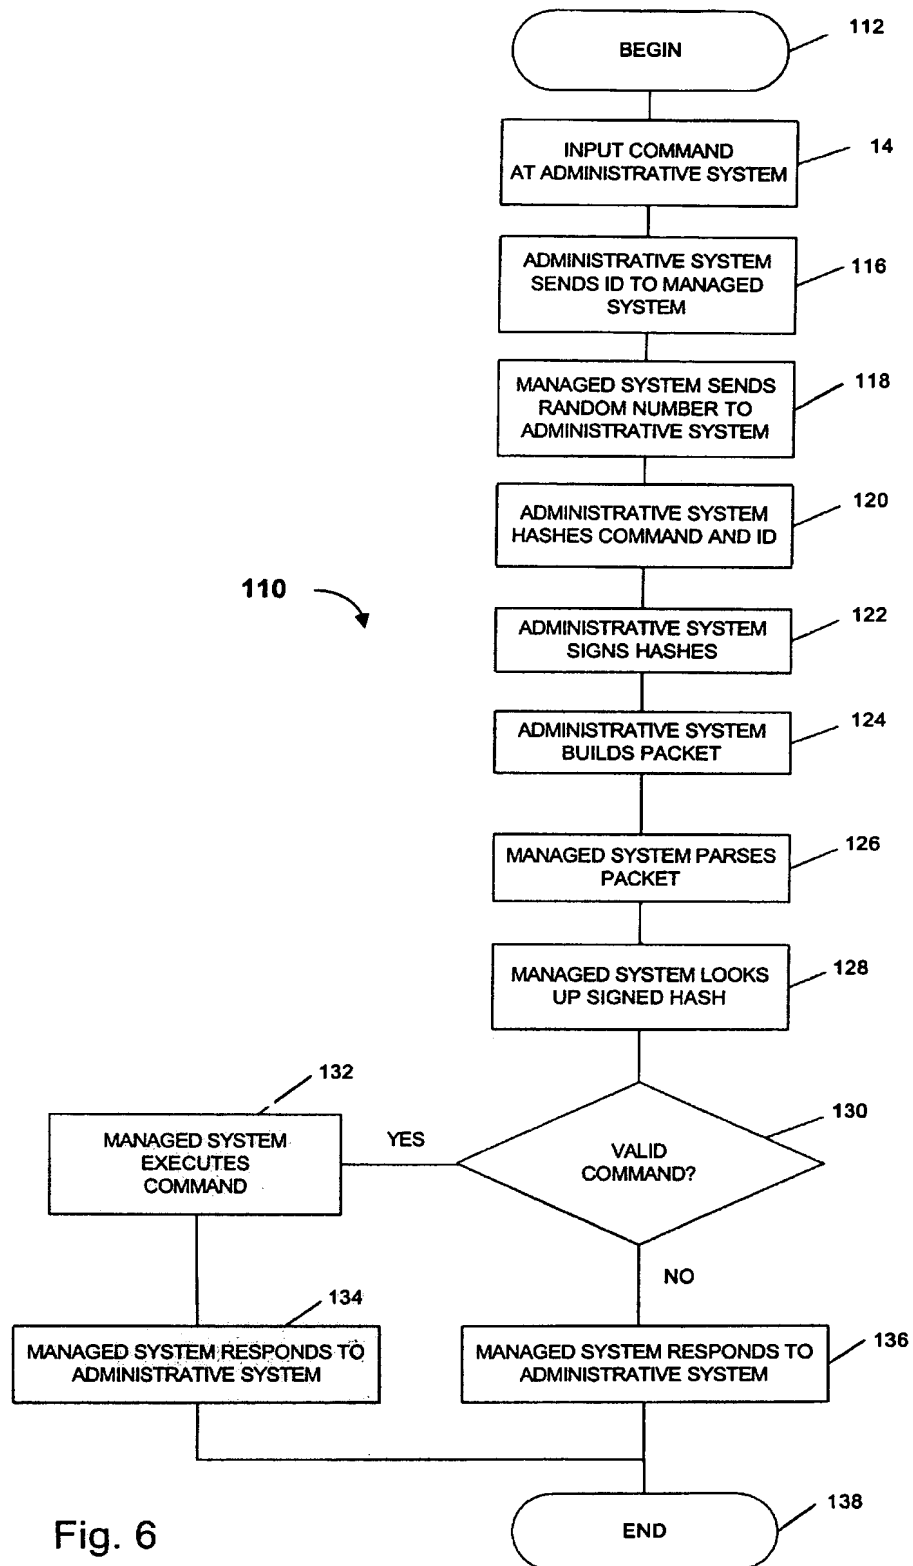 BEGIN
112
INPUT COMMAND
AT ADMINISTRATIVE SYSTEM
14
ADMINISTRATIVE SYSTEM
SENDS ID TO MANAGED
SYSTEM
116
MANAGED SYSTEM SENDS
RANDOM NUMBER TO
ADMINISTRATIVE SYSTEM
118
ADMINISTRATIVE SYSTEM
HASHES COMMAND AND ID
120
110
ADMINISTRATIVE SYSTEM
SIGNS HASHES
122
ADMINISTRATIVE SYSTEM
BUILDS PACKET
124
MANAGED SYSTEM PARSES
PACKET
126
MANAGED SYSTEM LOOKS
UP SIGNED HASH
128
VALID
COMMAND?
130
YES
MANAGED SYSTEM
EXECUTES
COMMAND
132
NO
MANAGED SYSTEM RESPONDS TO
ADMINISTRATIVE SYSTEM
134
MANAGED SYSTEM RESPONDS TO
ADMINISTRATIVE SYSTEM
136
END
138
Fig. 6